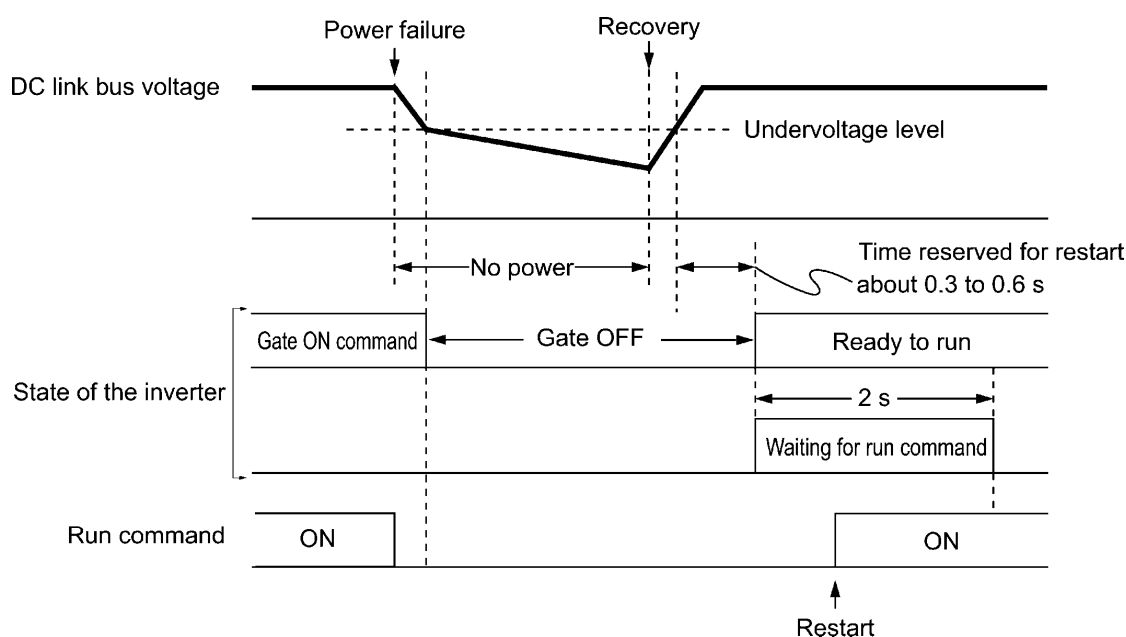 Power failure
Recovery
DC link bus voltage
Undervoltage level
Time reserved for restart
about 0.3 to 0.6 s
No power
Gate ON command
Gate OFF
Ready to run
State of the inverter
2 s
Waiting for run command
Run command
ON
ON
Restart